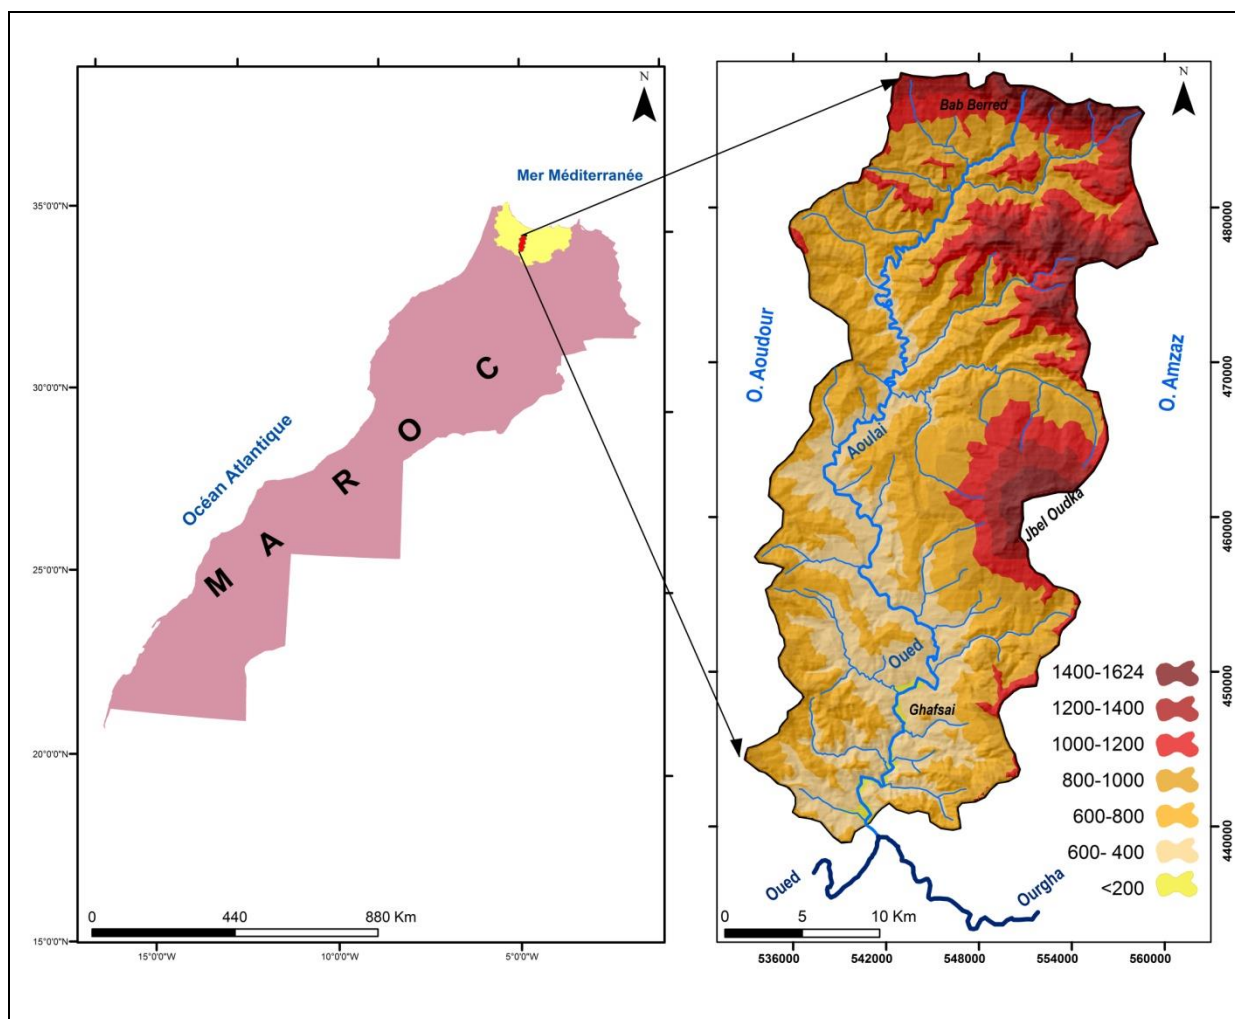 N
Mer Méditerranée
35°0'0"N
30°0'0"N
25°0'0"N
20°0'0"N
15°0'0"N
Océan Atlantique
M A R O C
0 440 880 Km
15°0'0"W 10°0'0"W 5°0'0"W
N
Bab Berred
O. Aoudour
O. Amzaz
Aoulai
Jbel Oudka
Oued
Ghafsai
Oued
Ourgha
480000
470000
460000
450000
440000
1400-1624
1200-1400
1000-1200
800-1000
600-800
600- 400
<200
0 5 10 Km
536000 542000 548000 554000 560000